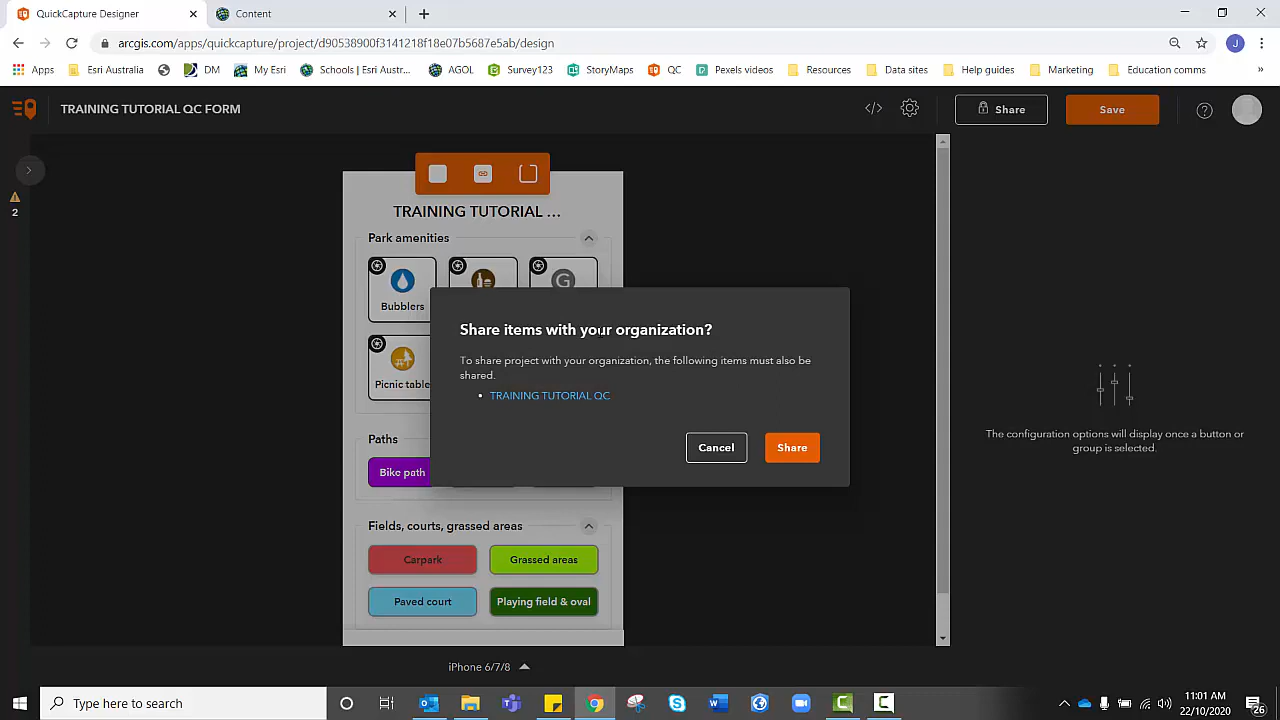 QuickCapture Designer
Content
arcgis.com/apps/quickcapture/project/d90538900f3141218f18e07b5687e5ab/design
J
Apps
Esri Australia
DM
My Esri
Schools | Esri Austr...
AGOL
Survey123
StoryMaps
QC
Pexels videos
Resources
Data sites
Help guides
Marketing
Education comms
»
TRAINING TUTORIAL QC FORM
</>
Share
Save
?
2
TRAINING TUTORIAL ...
Park amenities
Bubblers
G
Picnic table
Paths
Bike path
Fields, courts, grassed areas
Carpark
Grassed areas
Paved court
Playing field & oval
Share items with your organization?
To share project with your organization, the following items must also be
shared.
• TRAINING TUTORIAL QC
Cancel
Share
The configuration options will display once a button or
group is selected.
iPhone 6/7/8
Type here to search
11:01 AM
22/10/2020
26